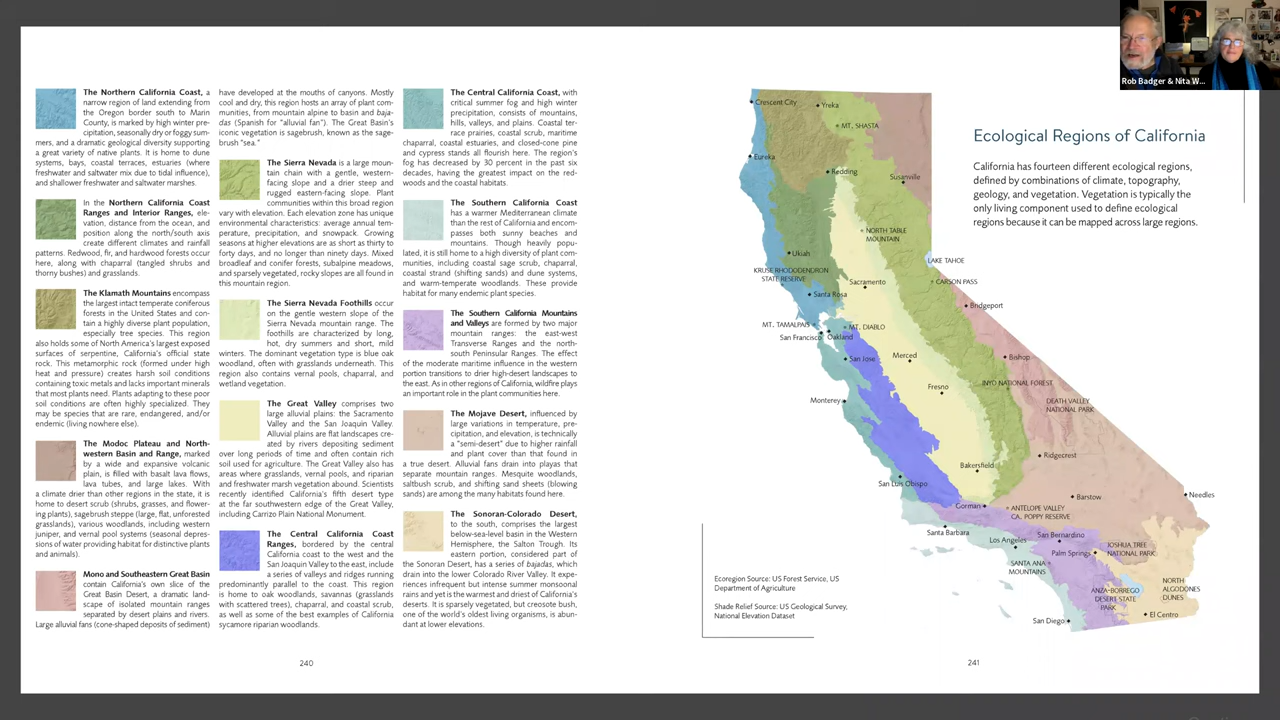 Rob Badger & Nita W...
The Northern California Coast, a
narrow region of land extending from
the Oregon border south to Marin
County, is marked by high winter pre-
cipitation, seasonally dry or foggy sum-
mers, and a dramatic geological diversity supporting
a great variety of native plants. It is home to dune
systems, bays, coastal terraces, estuaries (where
freshwater and saltwater mix due to tidal influence),
and shallower freshwater and saltwater marshes.
In the Northern California Coast
Ranges and Interior Ranges, ele-
vation, distance from the ocean, and
position along the north/south axis
create different climates and rainfall
patterns. Redwood, fir, and hardwood forests occur
here, along with chaparral (tangled shrubs and
thorny bushes) and grasslands.
The Klamath Mountains encompass
the largest intact temperate coniferous
forests in the United States and con-
tain a highly diverse plant population,
especially tree species. This region
also holds some of North America's largest exposed
surfaces of serpentine, California's official state
rock. This metamorphic rock (formed under high
heat and pressure) creates harsh soil conditions
containing toxic metals and lacks important minerals
that most plants need. Plants adapting to these poor
soil conditions are often highly specialized. They
may be species that are rare, endangered, and/or
endemic (living nowhere else).
The Modoc Plateau and North-
western Basin and Range, marked
by a wide and expansive volcanic
plain, is filled with basalt lava flows,
lava tubes, and large lakes. With
a climate drier than other regions in the state, it is
home to desert scrub (shrubs, grasses, and flower-
ing plants), sagebrush steppe (large, flat, unforested
grasslands), various woodlands, including western
juniper, and vernal pool systems (seasonal depres-
sions of water providing habitat for distinctive plants
and animals).
Mono and Southeastern Great Basin
contain California's own slice of the
Great Basin Desert, a dramatic land-
scape of isolated mountain ranges
separated by desert plains and rivers.
Large alluvial fans (cone-shaped deposits of sediment)
have developed at the mouths of canyons. Mostly
cool and dry, this region hosts an array of plant com-
munities, from mountain alpine to basin and baja-
das (Spanish for "alluvial fan"). The Great Basin's
iconic vegetation is sagebrush, known as the sage-
brush "sea."
The Sierra Nevada is a large moun-
tain chain with a gentle, western-
facing slope and a drier steep and
rugged eastern-facing slope. Plant
communities within this broad region
vary with elevation. Each elevation zone has unique
environmental characteristics: average annual tem-
perature, precipitation, and snowpack. Growing
seasons at higher elevations are as short as thirty to
forty days, and no longer than ninety days. Mixed
broadleaf and conifer forests, subalpine meadows,
and sparsely vegetated, rocky slopes are all found in
this mountain region.
The Sierra Nevada Foothills occur
on the gentle western slope of the
Sierra Nevada mountain range. The
foothills are characterized by long,
hot, dry summers and short, mild
winters. The dominant vegetation type is blue oak
woodland, often with grasslands underneath. This
region also contains vernal pools, chaparral, and
wetland vegetation.
The Great Valley comprises two
large alluvial plains: the Sacramento
Valley and the San Joaquin Valley.
Alluvial plains are flat landscapes cre-
ated by rivers depositing sediment
over long periods of time and often contain rich
soil used for agriculture. The Great Valley also has
areas where grasslands, vernal pools, and riparian
and freshwater marsh vegetation abound. Scientists
recently identified California's fifth desert type
at the far southwestern edge of the Great Valley,
including Carrizo Plain National Monument.
The Central California Coast
Ranges, bordered by the central
California coast to the west and the
San Joaquin Valley to the east, include
a series of valleys and ridges running
predominantly parallel to the coast. This region
is home to oak woodlands, savannas (grasslands
with scattered trees), chaparral, and coastal scrub,
as well as some of the best examples of California
sycamore riparian woodlands.
The Central California Coast, with
critical summer fog and high winter
precipitation, consists of mountains,
hills, valleys, and plains. Coastal ter-
race prairies, coastal scrub, maritime
chaparral, coastal estuaries, and closed-cone pine
and cypress stands all flourish here. The region's
fog has decreased by 30 percent in the past six
decades, having the greatest impact on the red-
woods and the coastal habitats.
The Southern California Coast
has a warmer Mediterranean climate
than the rest of California and encom-
passes both sunny beaches and
mountains. Though heavily popu-
lated, it is still home to a high diversity of plant com-
munities, including coastal sage scrub, chaparral,
coastal strand (shifting sands) and dune systems,
and warm-temperate woodlands. These provide
habitat for many endemic plant species.
The Southern California Mountains
and Valleys are formed by two major
mountain ranges: the east-west
Transverse Ranges and the north-
south Peninsular Ranges. The effect
of the moderate maritime influence in the western
portion transitions to drier high-desert landscapes to
the east. As in other regions of California, wildfire plays
an important role in the plant communities here.
The Mojave Desert, influenced by
large variations in temperature, pre-
cipitation, and elevation, is technically
a "semi-desert" due to higher rainfall
and plant cover than that found in
a true desert. Alluvial fans drain into playas that
separate mountain ranges. Mesquite woodlands,
saltbush scrub, and shifting sand sheets (blowing
sands) are among the many habitats found here.
The Sonoran-Colorado Desert,
to the south, comprises the largest
below-sea-level basin in the Western
Hemisphere, the Salton Trough. Its
eastern portion, considered part of
the Sonoran Desert, has a series of bajadas, which
drain into the lower Colorado River Valley. It expe-
riences infrequent but intense summer monsoonal
rains and yet is the warmest and driest of California's
deserts. It is sparsely vegetated, but creosote bush,
one of the world's oldest living organisms, is abun-
dant at lower elevations.
240
Ecological Regions of California
California has fourteen different ecological regions,
defined by combinations of climate, topography,
geology, and vegetation. Vegetation is typically the
only living component used to define ecological
regions because it can be mapped across large regions.
Crescent City
Yreka
MT. SHASTA
Eureka
Redding
Susanville
NORTH TABLE
MOUNTAIN
Ukiah
LAKE TAHOE
KRUSE RHODODENDRON
STATE RESERVE
Sacramento
CARSON PASS
Santa Rosa
Bridgeport
MT. TAMALPAIS
MT. DIABLO
San Francisco
Oakland
San Jose
Merced
Bishop
Fresno
INYO NATIONAL FOREST
Monterey
DEATH VALLEY
NATIONAL PARK
Ridgecrest
Bakersfield
San Luis Obispo
Barstow
Needles
Gorman
ANTELOPE VALLEY
CA. POPPY RESERVE
Santa Barbara
Los Angeles
San Bernardino
Palm Springs
JOSHUA TREE
NATIONAL PARK
SANTA ANA
MOUNTAINS
ANZA-BORREGO
DESERT STATE
PARK
NORTH
ALGODONES
DUNES
El Centro
San Diego
Ecoregion Source: US Forest Service, US
Department of Agriculture
Shade Relief Source: US Geological Survey,
National Elevation Dataset
241